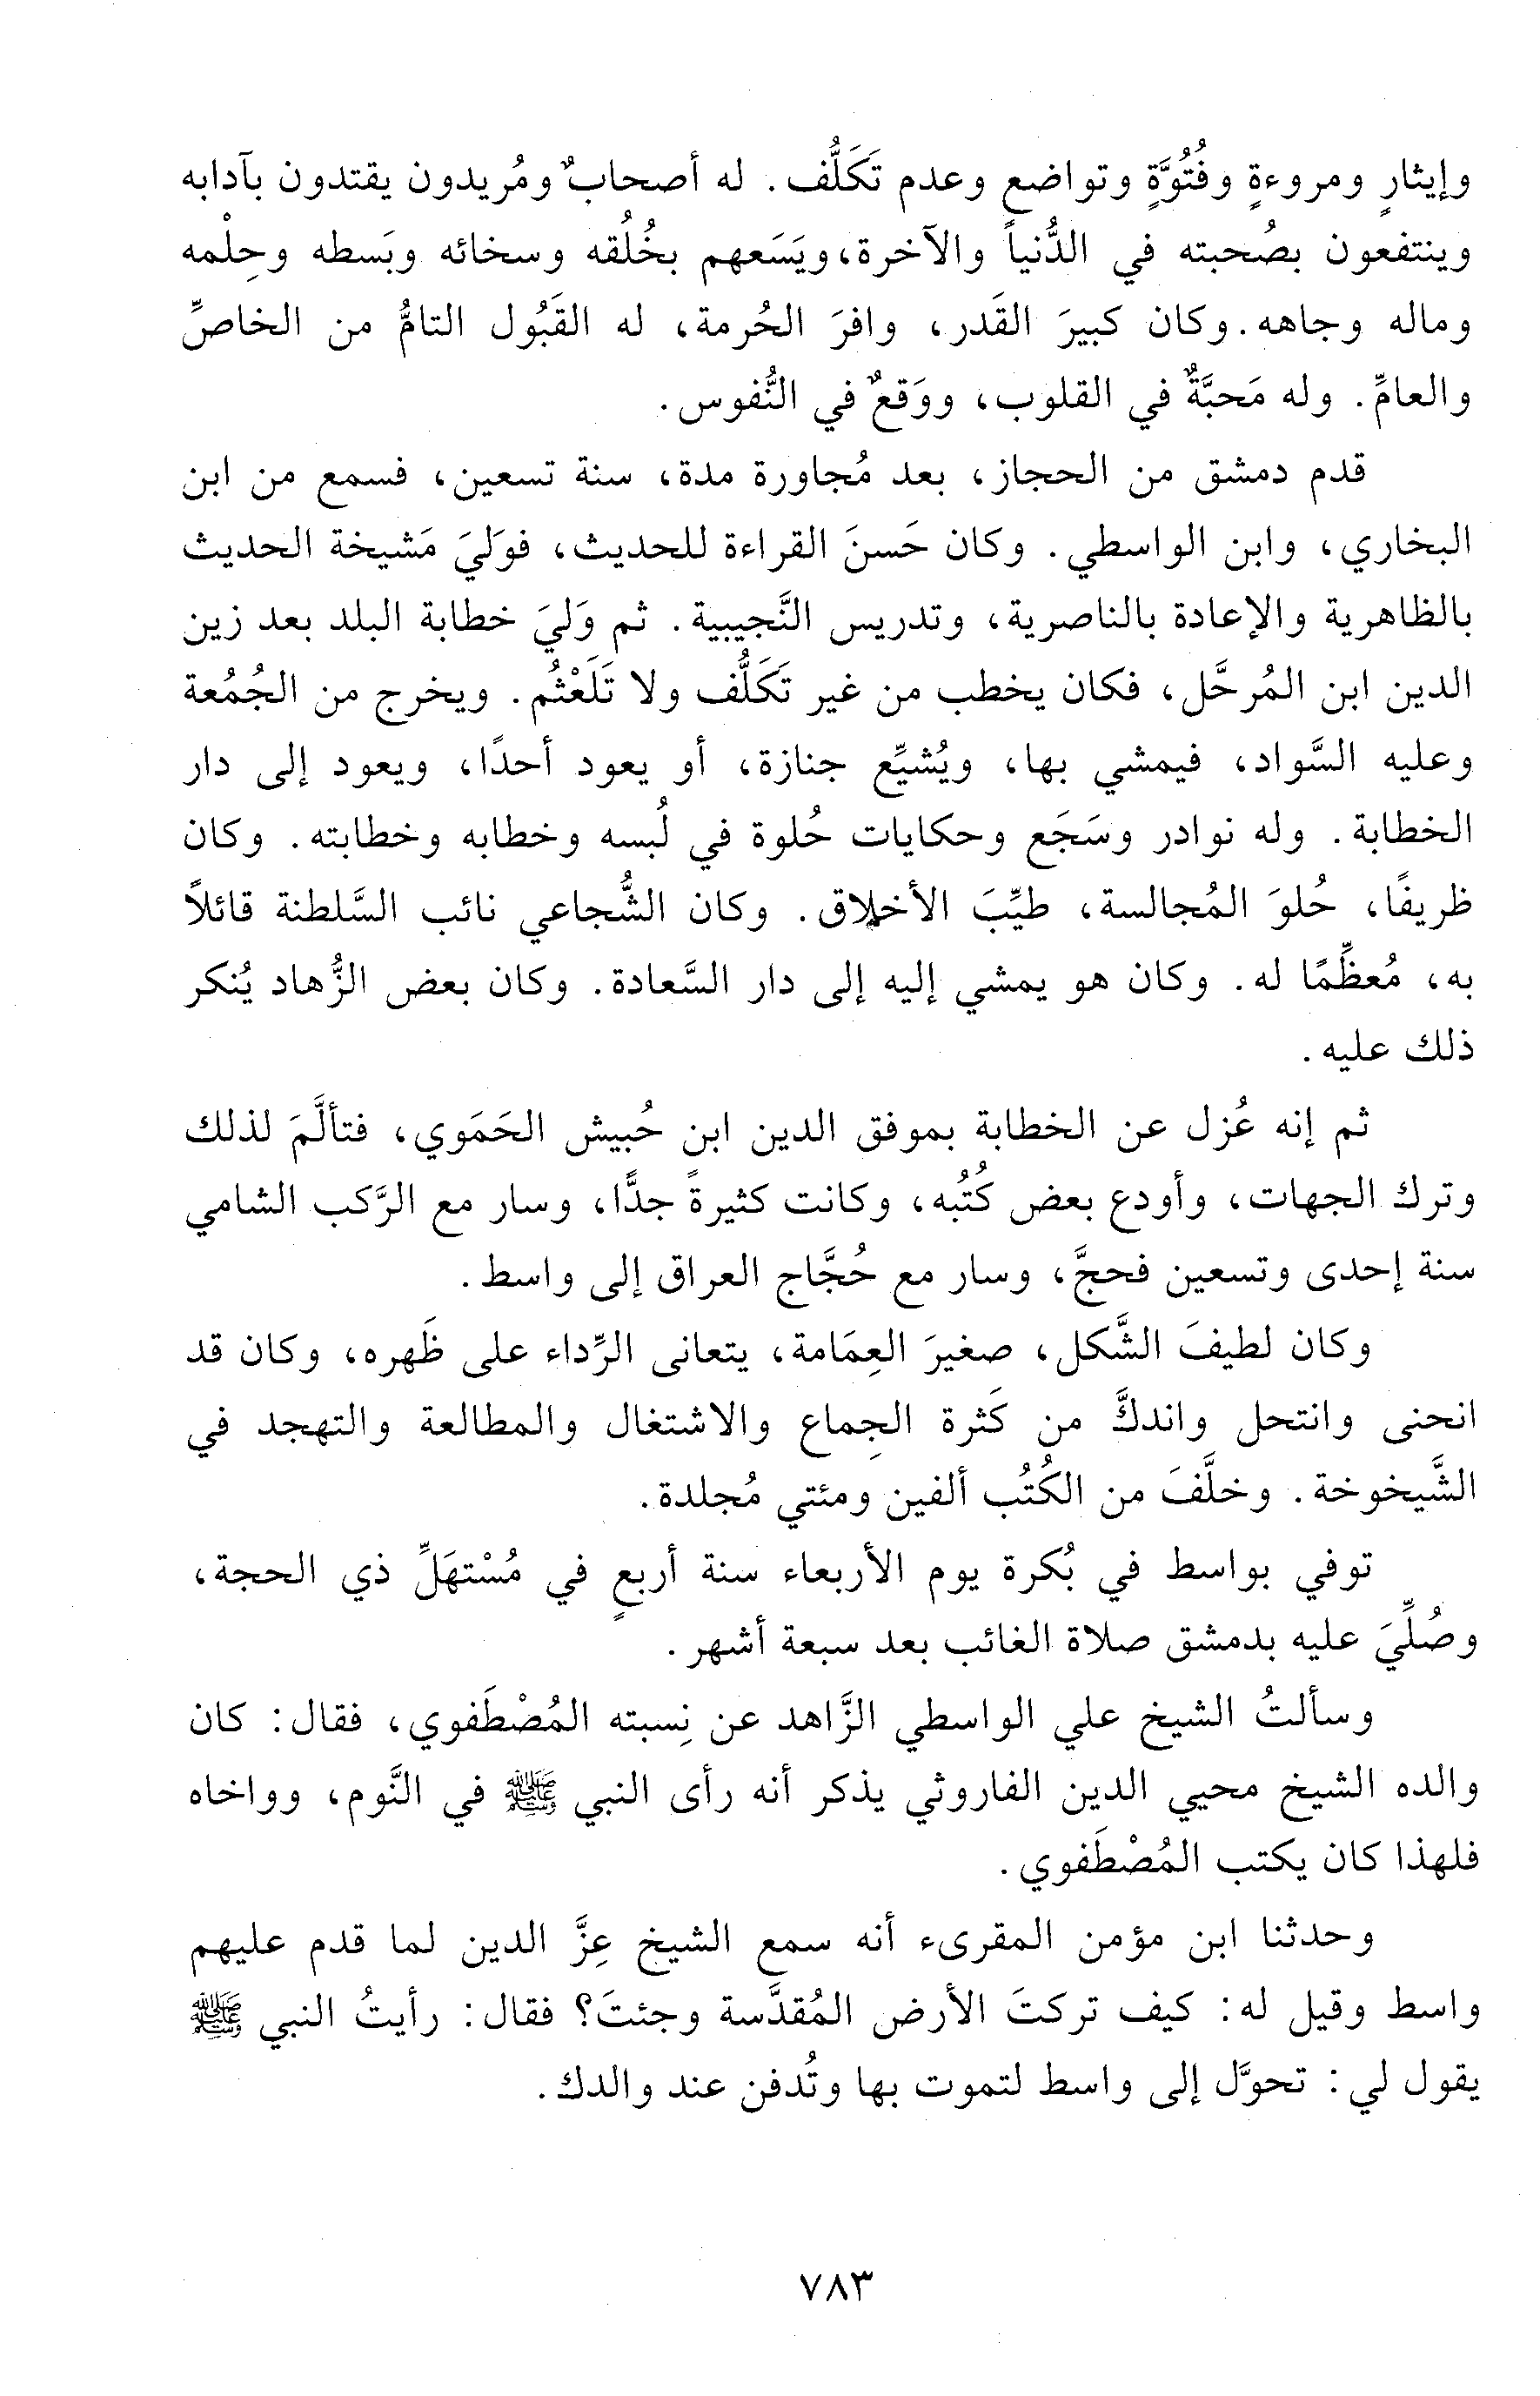 وإيثارٍ ومروءةٍ وفُتُوَّةٍ وتواضع وعدم تَكَلُّف. له أصحابٌ ومُريدون يقتدون بآدابه
وينتفعون بصُحبته في الدُّنياً والآخرة، ويَسَعهم بخُلُقه وسخائه وبَسطه وحِلْمه
وماله وجاهه. وكان كبيرَ القَدر، وافرَ الحُرمة، له القَبُول التامُّ من الخاصِّ
والعامِّ. وله مَحبَّةٌ في القلوب، ووَقعٌ في النُّفوس.
قدم دمشق من الحجاز، بعد مُجاورة مدة، سنة تسعين، فسمع من ابن
البخاري، وابن الواسطي. وكان حَسنَ القراءة للحديث، فوَليَ مَشيخة الحديث
بالظاهرية والإعادة بالناصرية، وتدريس النَّجيبية. ثم وَليَ خطابة البلد بعد زين
الدين ابن المُرحَّل، فكان يخطب من غير تَكَلُّف ولا تَلَعْثُم. ويخرج من الجُمُعة
وعليه السَّواد، فيمشي بها، ويُشيِّع جنازة، أو يعود أحدًا، ويعود إلى دار
الخطابة. وله نوادر وسَجَع وحكايات حُلوة في لُبسه وخطابه وخطابته. وكان
ظريفًا، حُلوَ المُجالسة، طيِّبَ الأخلاق. وكان الشُّجاعي نائب السَّلطنة قائلاً
به، مُعظِّمًا له. وكان هو يمشي إليه إلى دار السَّعادة. وكان بعض الزُّهاد يُنكر
ذلك عليه.
ثم إنه عُزل عن الخطابة بموفق الدين ابن حُبيش الحَمَوي، فتألَّمَ لذلك
وترك الجهات، وأودع بعض كُتُبه، وكانت كثيرةً جدًّا، وسار مع الرَّكب الشامي
سنة إحدى وتسعين فحجَّ، وسار مع حُجَّاج العراق إلى واسط.
وكان لطيفَ الشَّكل، صغيرَ العِمَامة، يتعانى الرِّداء على ظَهره، وكان قد
انحنى وانتحل واندكَّ من كَثرة الجِماع والاشتغال والمطالعة والتهجد في
الشَّيخوخة. وخلَّفَ من الكُتُب ألفين ومئتي مُجلدة.
توفي بواسط في بُكرة يوم الأربعاء سنة أربعٍ في مُسْتهَلِّ ذي الحجة،
وصُلِّيَ عليه بدمشق صلاة الغائب بعد سبعة أشهر.
وسألتُ الشيخ علي الواسطي الزَّاهد عن نِسبته المُصْطَفوي، فقال: كان
والده الشيخ محيي الدين الفاروثي يذكر أنه رأى النبي ﷺ في النَّوم، وواخاه
فلهذا كان يكتب المُصْطَفوي.
وحدثنا ابن مؤمن المقرىء أنه سمع الشيخ عِزَّ الدين لما قدم عليهم
واسط وقيل له: كيف تركتَ الأرض المُقدَّسة وجئتَ؟ فقال: رأيتُ النبي ﷺ
يقول لي: تحوَّل إلى واسط لتموت بها وتُدفن عند والدك.
٧٨٣